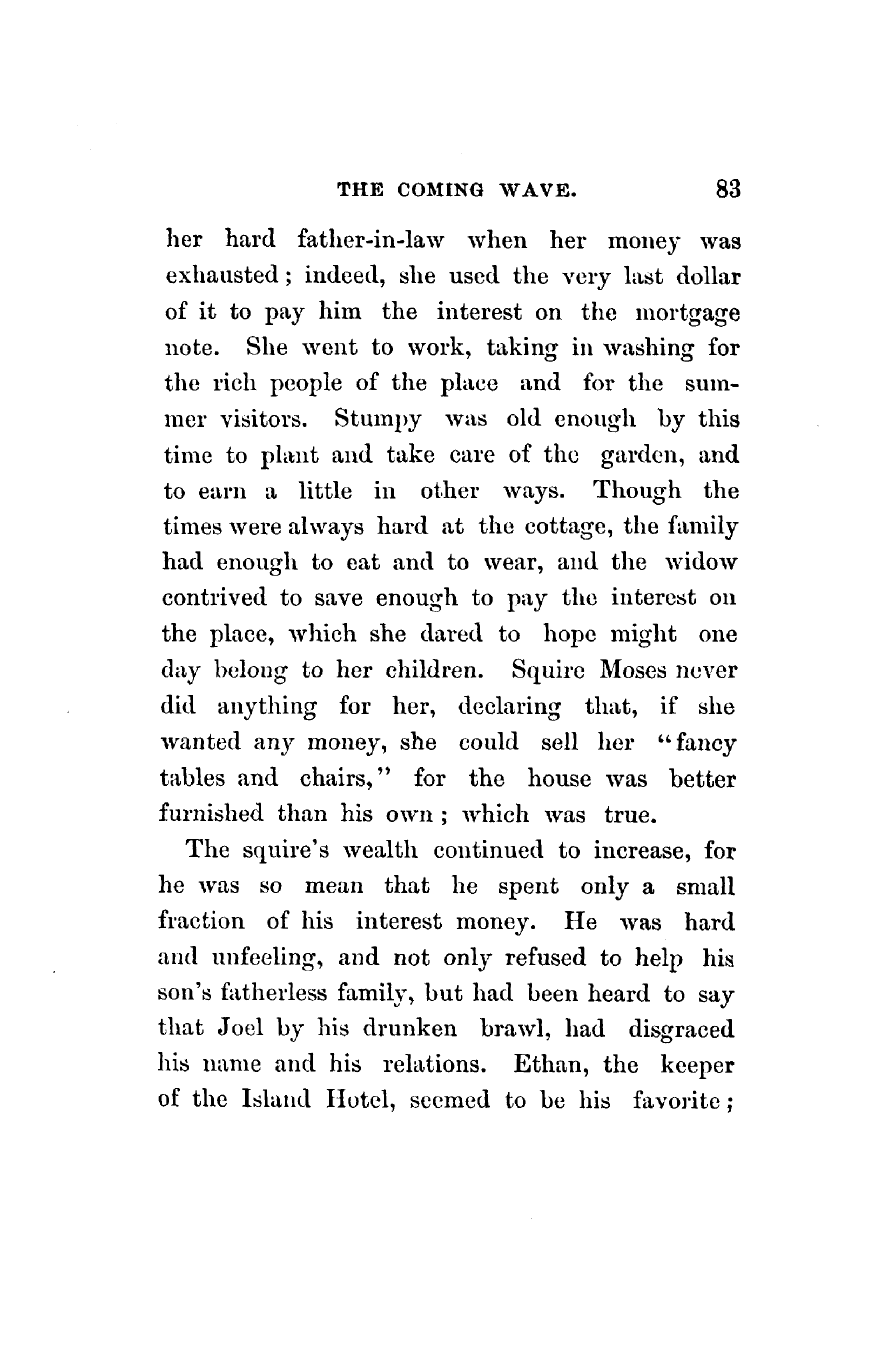 THE COMING WAVE. 83
her hard father-in-law when her money was
exhausted; indeed, she used the very last dollar
of it to pay him the interest on the mortgage
note. She went to work, taking in washing for
the rich people of the place and for the sum-
mer visitors. Stumpy was old enough by this
time to plant and take care of the garden, and
to earn a little in other ways. Though the
times were always hard at the cottage, the family
had enough to eat and to wear, and the widow
contrived to save enough to pay the interest on
the place, which she dared to hope might one
day belong to her children. Squire Moses never
did anything for her, declaring that, if she
wanted any money, she could sell her “fancy
tables and chairs,” for the house was better
furnished than his own; which was true.
The squire's wealth continued to increase, for
he was so mean that he spent only a small
fraction of his interest money. He was hard
and unfeeling, and not only refused to help his
son's fatherless family, but had been heard to say
that Joel by his drunken brawl, had disgraced
his name and his relations. Ethan, the keeper
of the Island Hotel, seemed to be his favorite;